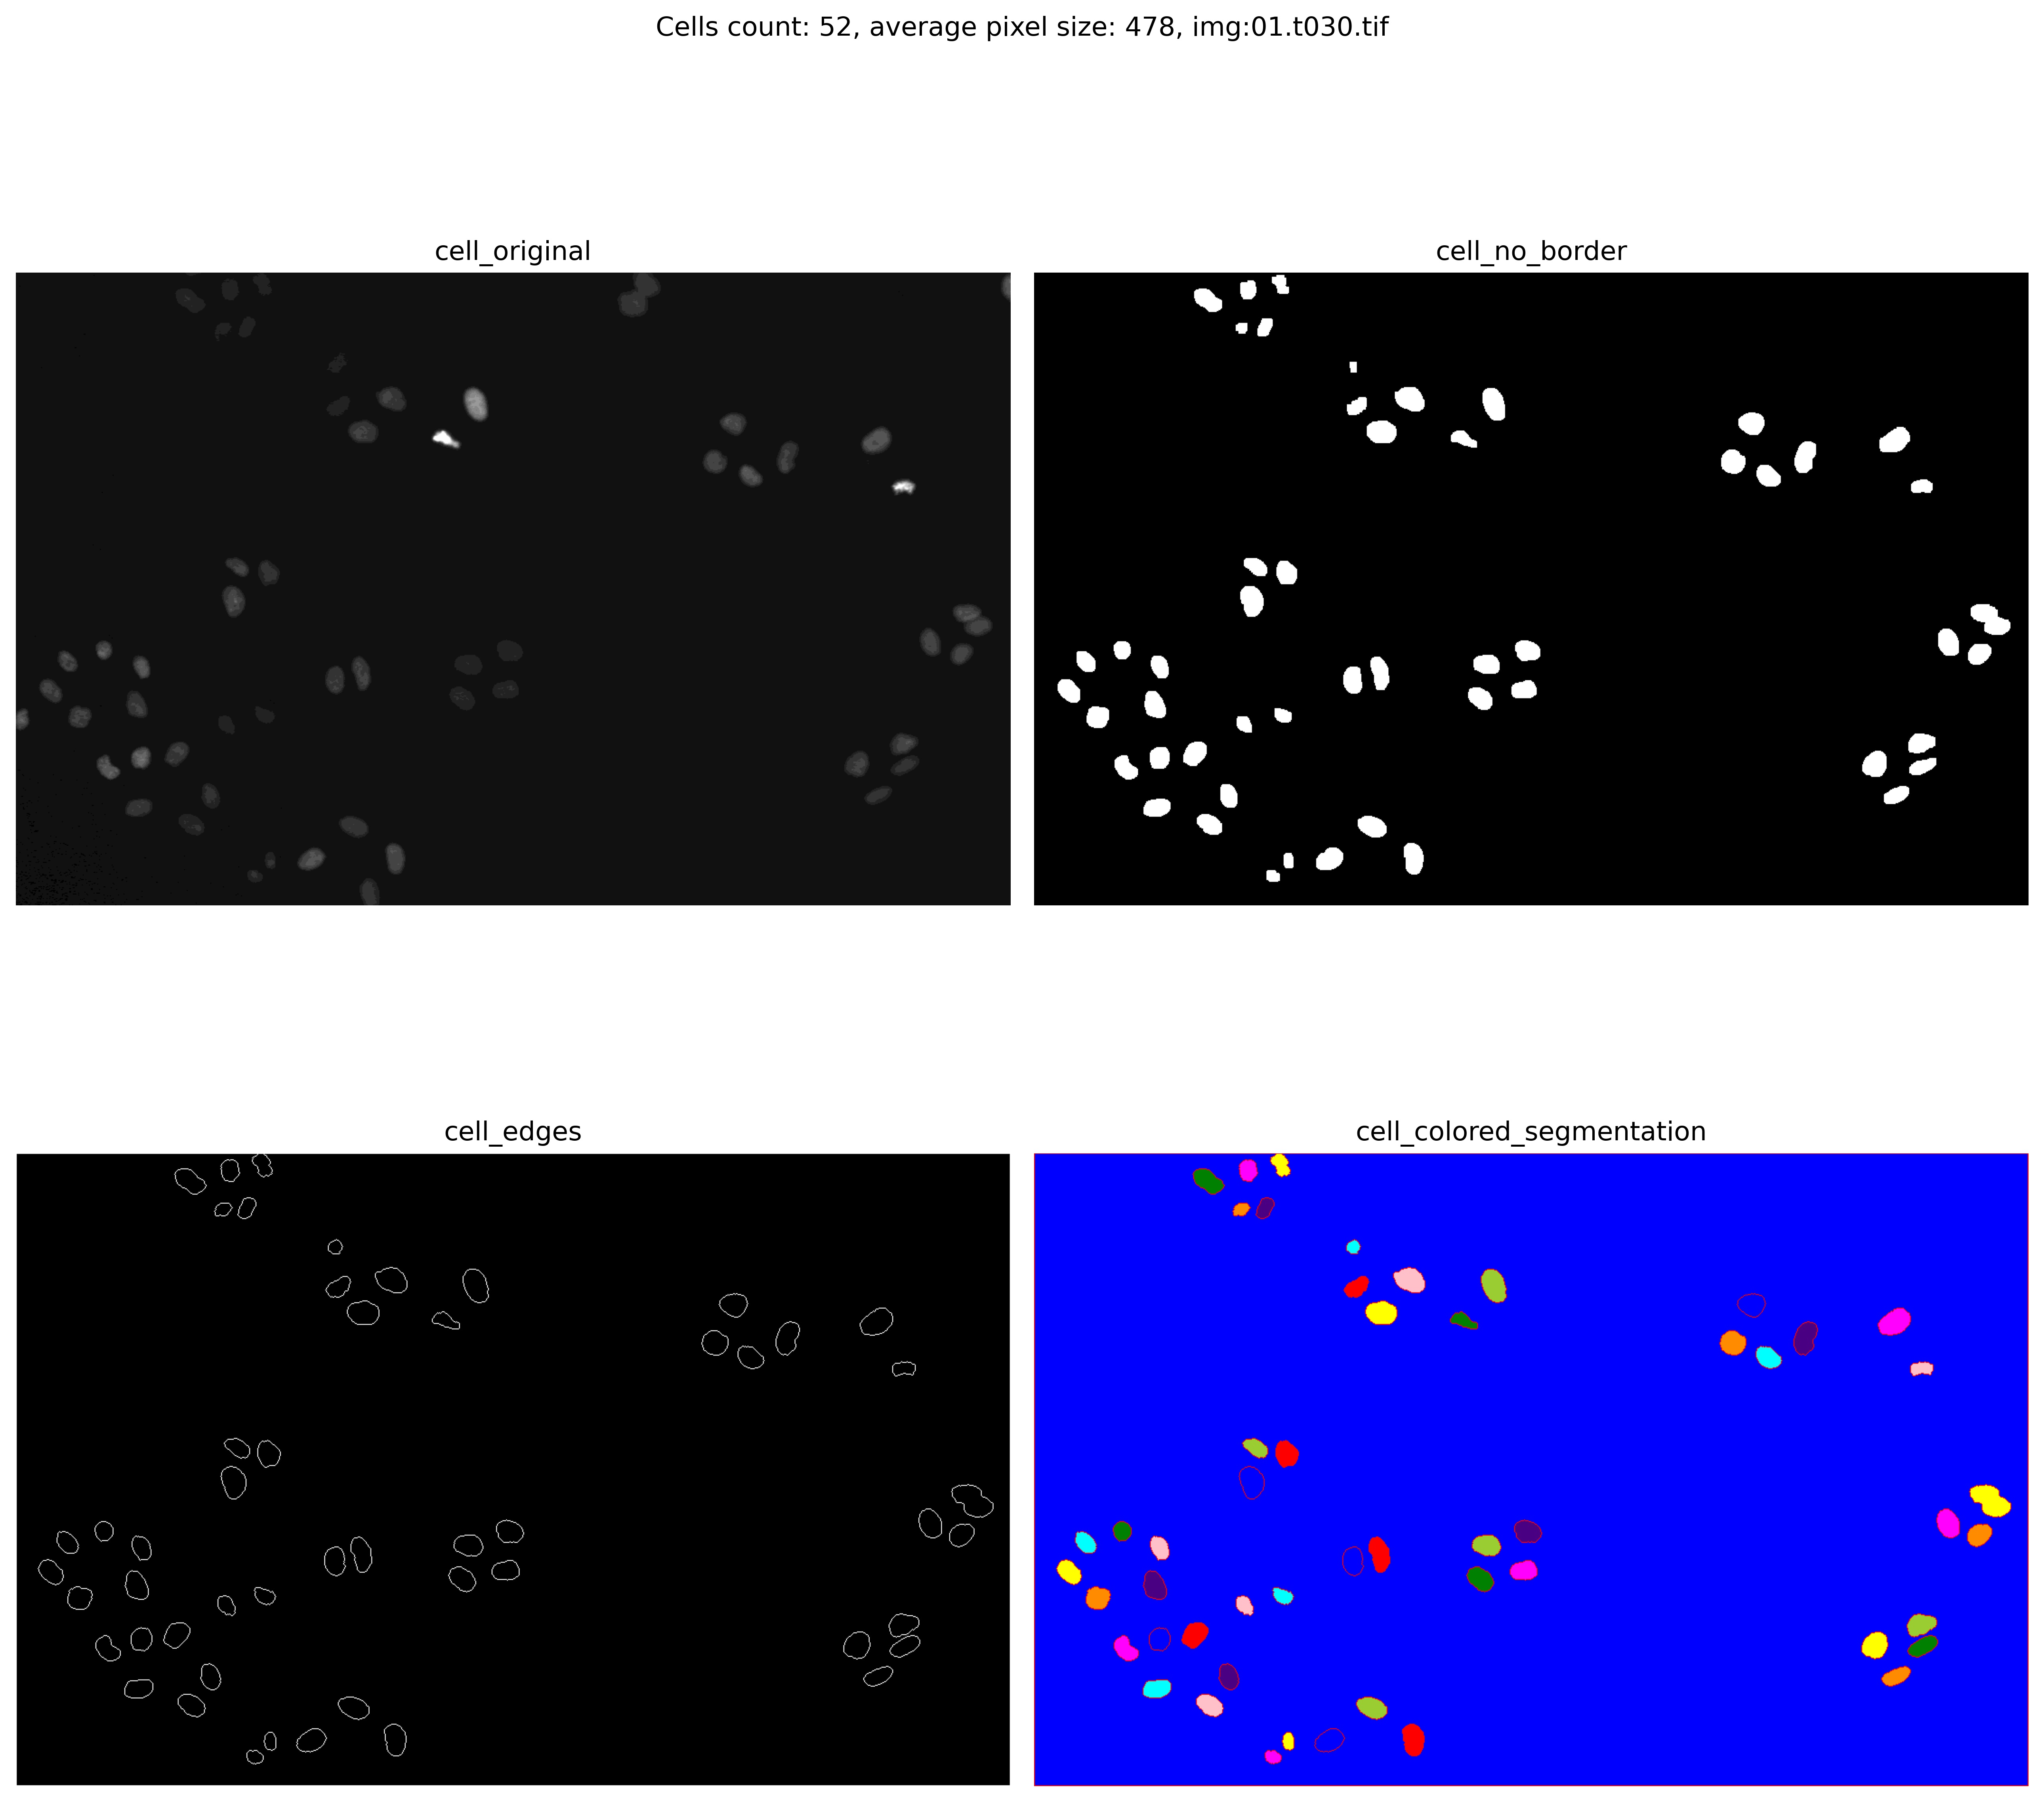 Cells count: 52, average pixel size: 478, img:01.t030.tif
cell_original
cell_no_border
cell_edges
cell_colored_segmentation